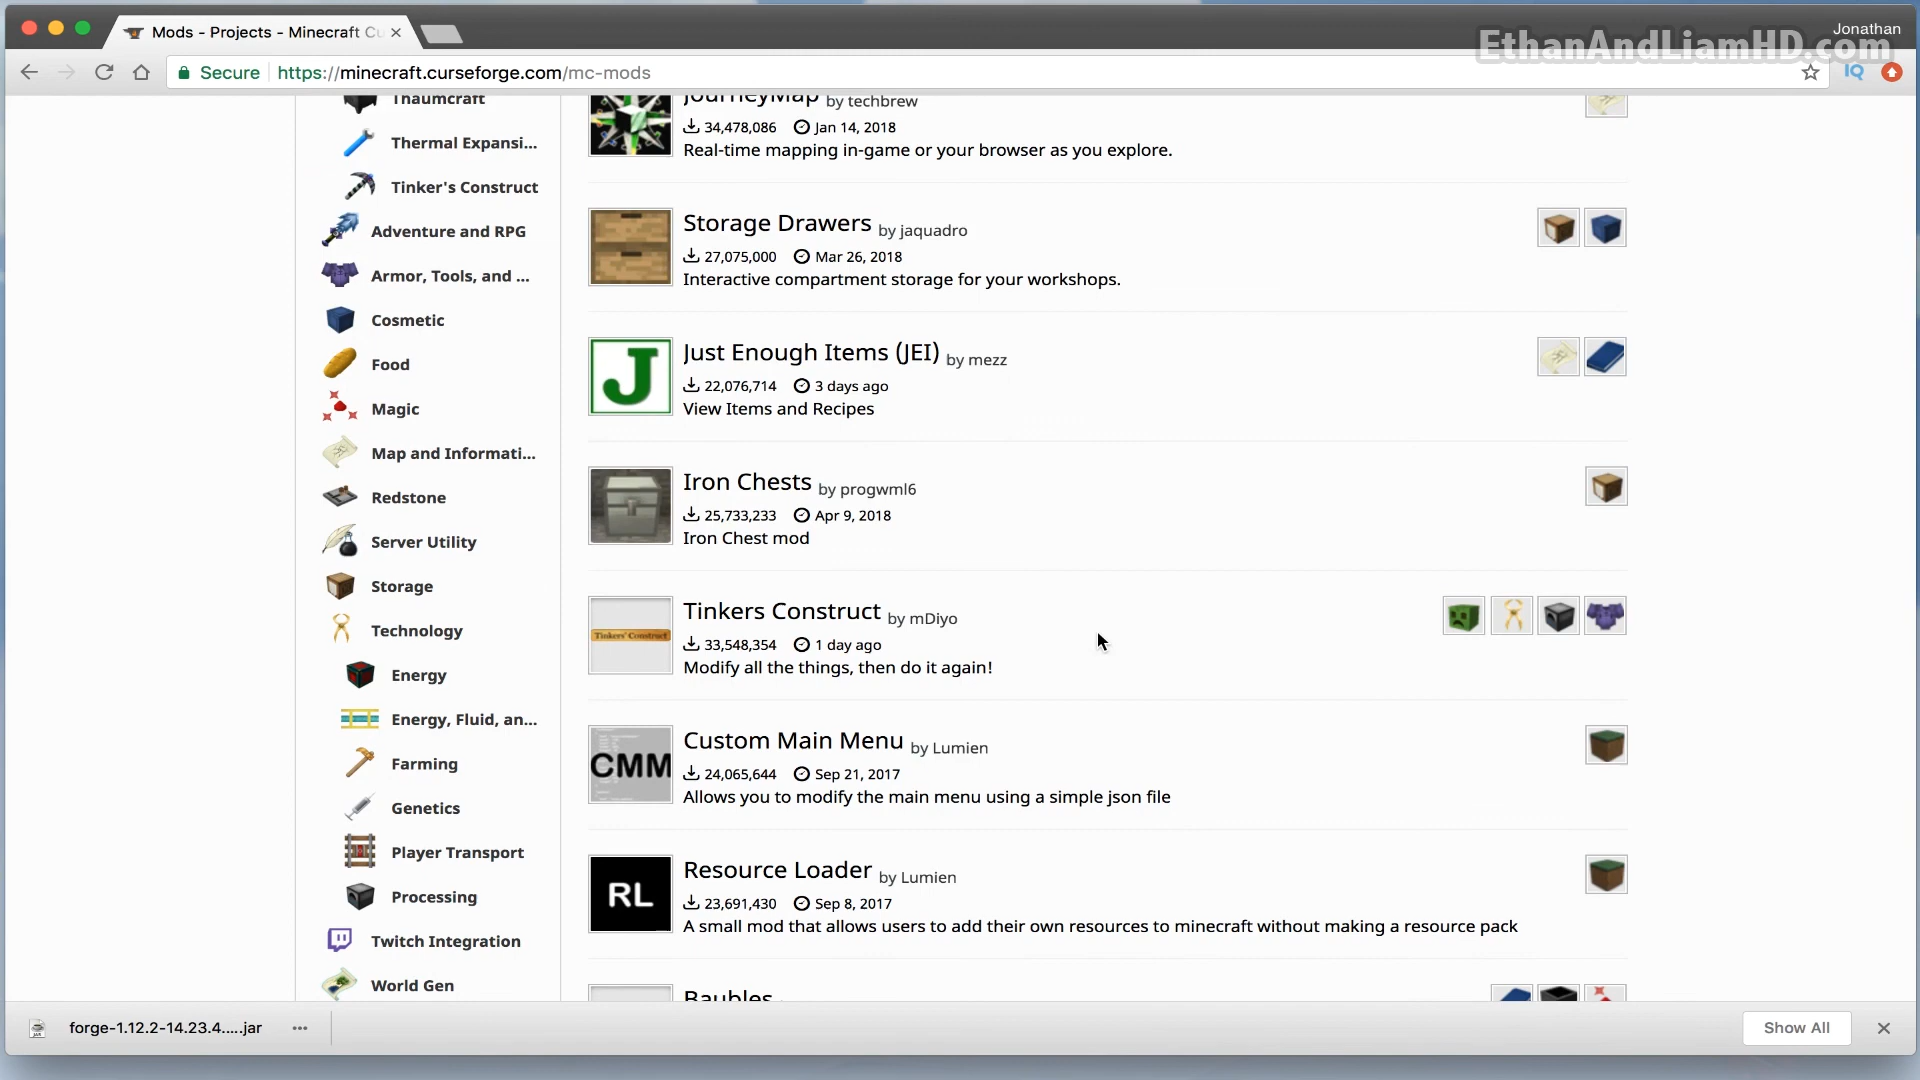 Mods - Projects - Minecraft Cu
Jonathan
EthanAndLiamHD.com
Secure
https://minecraft.curseforge.com/mc-mods
IQ
Thaumcraft
Thermal Expansi...
Tinker's Construct
Adventure and RPG
Armor, Tools, and ...
Cosmetic
Food
Magic
Map and Informati...
Redstone
Server Utility
Storage
Technology
Energy
Energy, Fluid, an...
Farming
Genetics
Player Transport
Processing
Twitch Integration
World Gen
JourneyMap by techbrew
34,478,086 Jan 14, 2018
Real-time mapping in-game or your browser as you explore.
Storage Drawers by jaquadro
27,075,000 Mar 26, 2018
Interactive compartment storage for your workshops.
J
Just Enough Items (JEI) by mezz
22,076,714 3 days ago
View Items and Recipes
Iron Chests by progwml6
25,733,233 Apr 9, 2018
Iron Chest mod
Tinkers' Construct
Tinkers Construct by mDiyo
33,548,354 1 day ago
Modify all the things, then do it again!
CMM
Custom Main Menu by Lumien
24,065,644 Sep 21, 2017
Allows you to modify the main menu using a simple json file
RL
Resource Loader by Lumien
23,691,430 Sep 8, 2017
A small mod that allows users to add their own resources to minecraft without making a resource pack
Baubles
forge-1.12.2-14.23.4.....jar
Show All